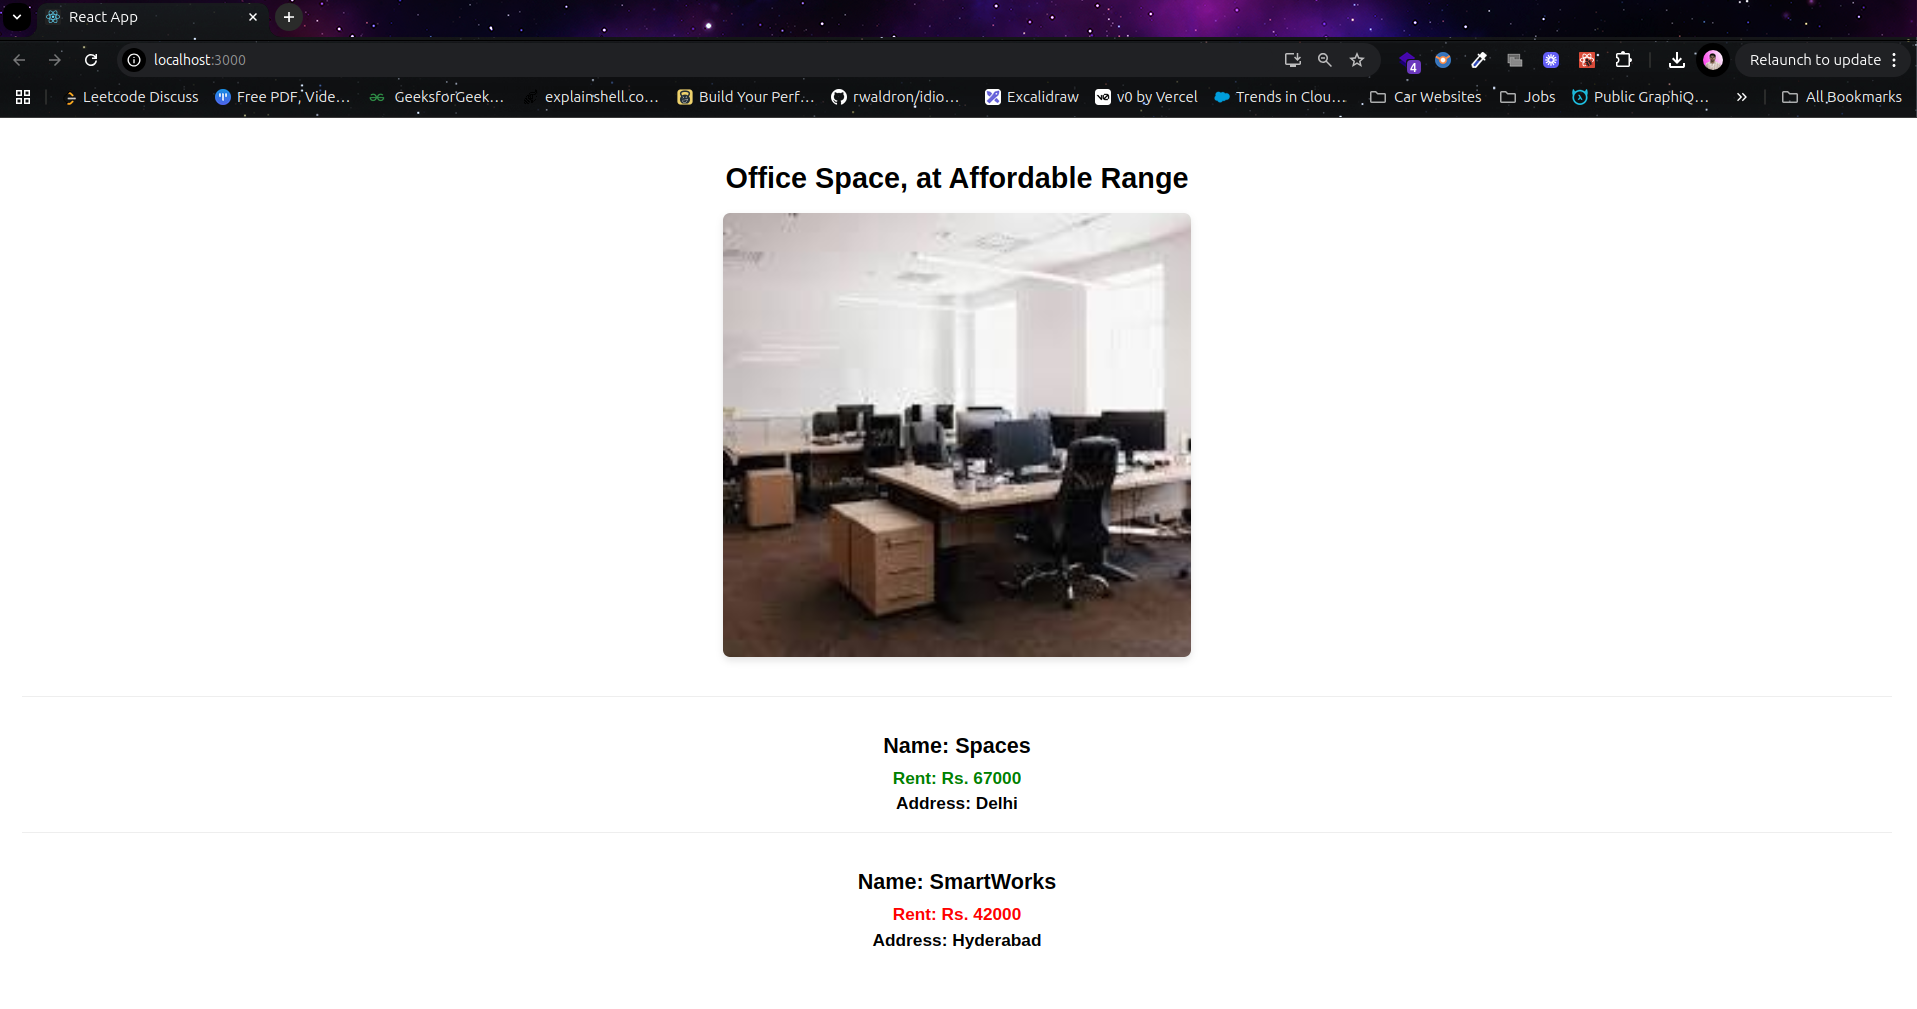 React App
localhost:3000
4
Relaunch to update
Leetcode Discuss
Free PDF, Vide...
GeeksforGeek...
explainshell.co...
Build Your Perf...
rwaldron/idio...
Excalidraw
v0 by Vercel
Trends in Clou...
Car Websites
Jobs
Public GraphiQ...
All Bookmarks
Office Space, at Affordable Range
Name: Spaces
Rent: Rs. 67000
Address: Delhi
Name: SmartWorks
Rent: Rs. 42000
Address: Hyderabad